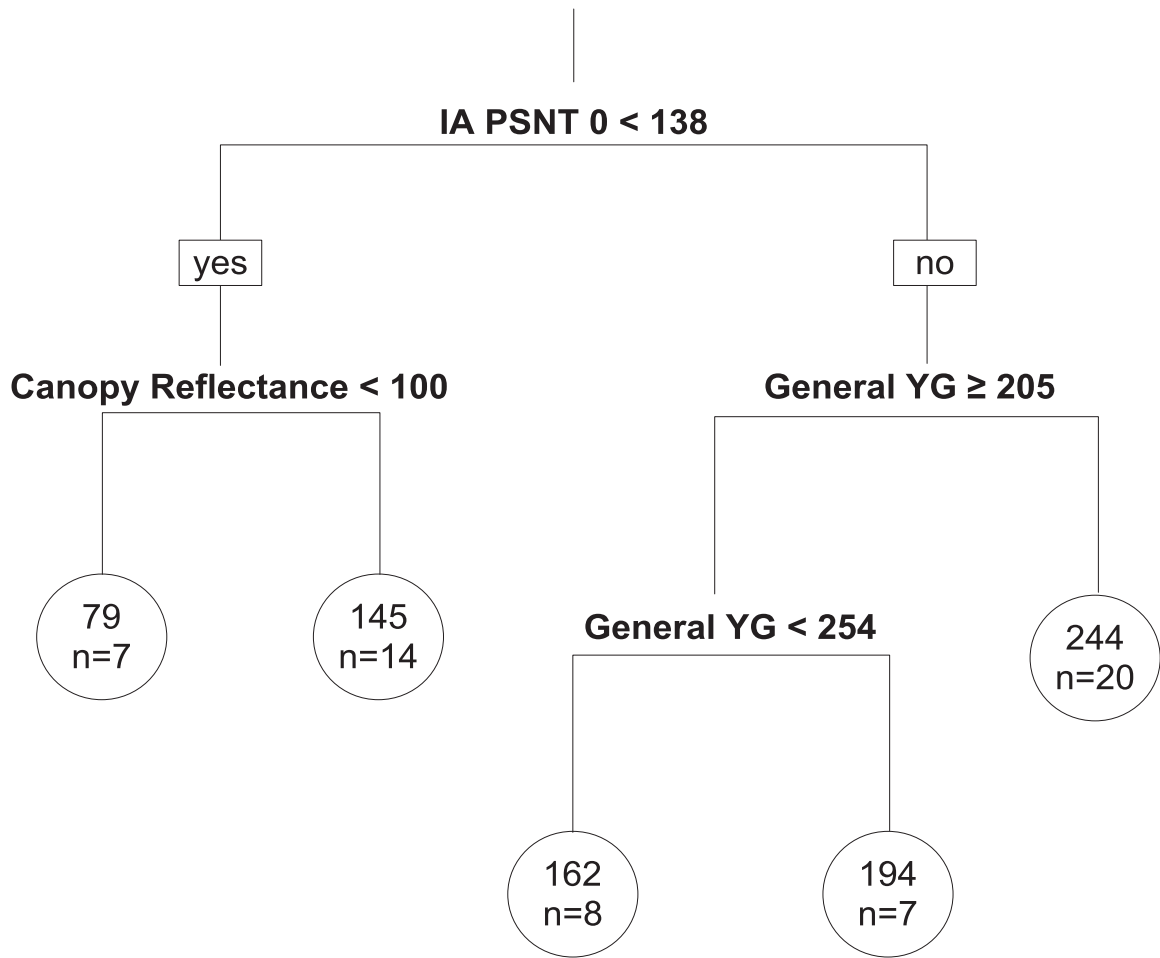 IA PSNT 0 < 138
yes
no
Canopy Reflectance < 100
General YG ≥ 205
79
n=7
145
n=14
General YG < 254
244
n=20
162
n=8
194
n=7